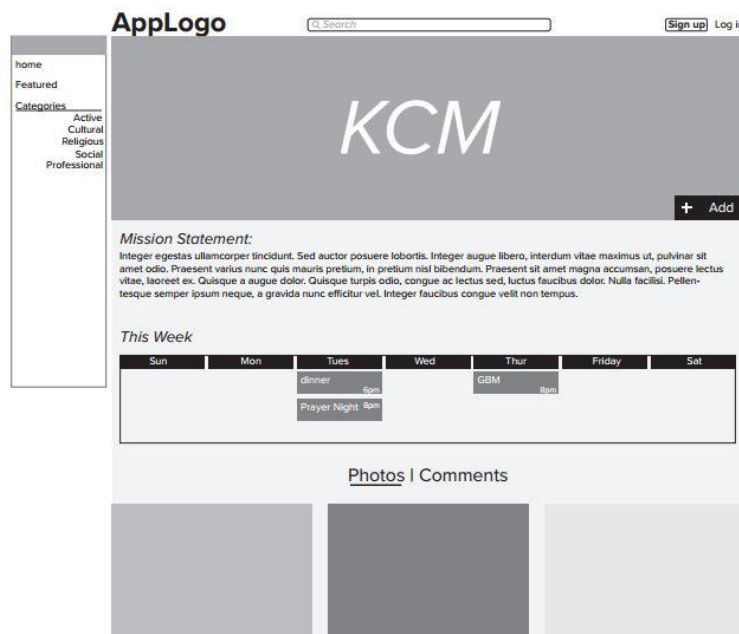 AppLogo
Search
Sign up Log i
home
Featured
Categories
Active
Cultural
Religious
Social
Professional
KCM
+ Add
Mission Statement:
Integer egestas ullamcorper tincidunt. Sed auctor posuere lobortis. Integer augue libero, interdum vitae maximus ut, pulvinar sit
amet odio. Praesent varius nunc quis mauris pretium, in pretium nisl bibendum. Praesent sit amet magna accumsan, posuere lectus
vitae, laoreet ex. Quisque a augue dolor. Quisque turpis odio, congue ac lectus sed, luctus faucibus dolor. Nulla facilisi. Pellen-
tesque semper ipsum neque, a gravida nunc efficitur vel. Integer faucibus congue velit non tempus.
This Week
Sun Mon Tues Wed Thur Friday Sat
dinner 6pm
GBM 8pm
Prayer Night 8pm
Photos | Comments